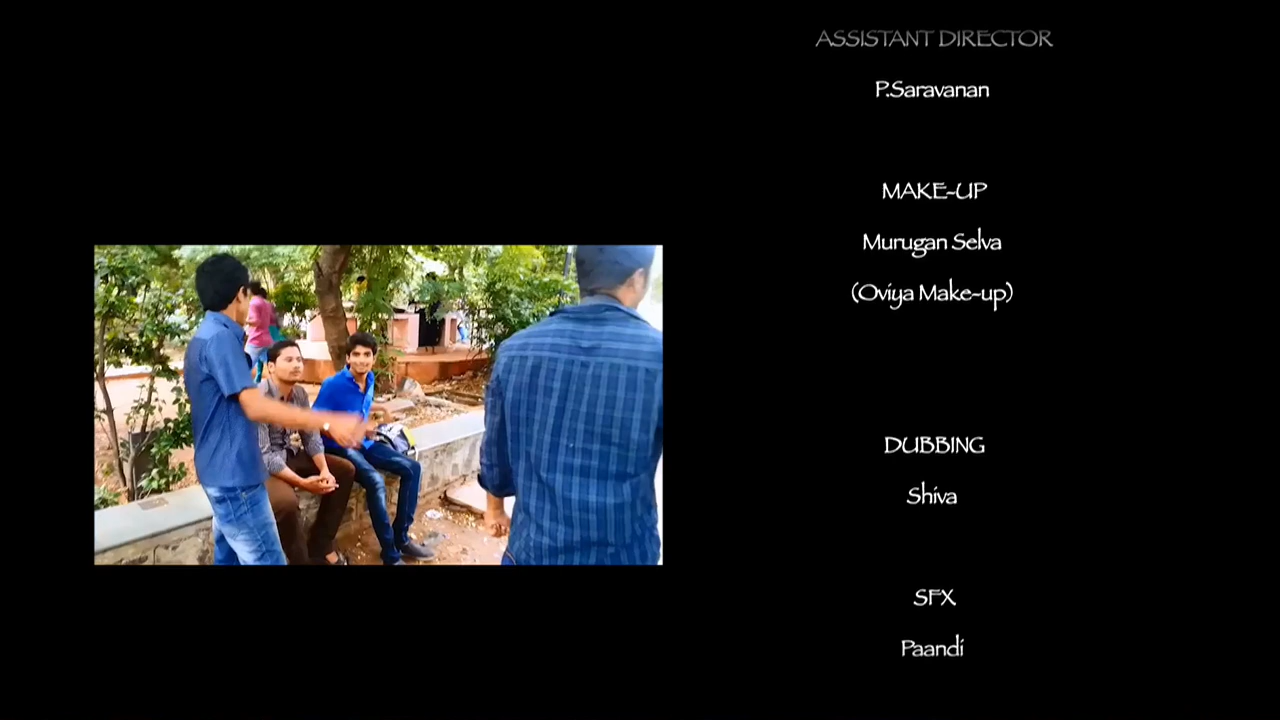 ASSISTANT DIRECTOR
P.Saravanan
MAKE-UP
Murugan Selva
(Oviya Make-up)
DUBBING
Shiva
SFX
Paandi